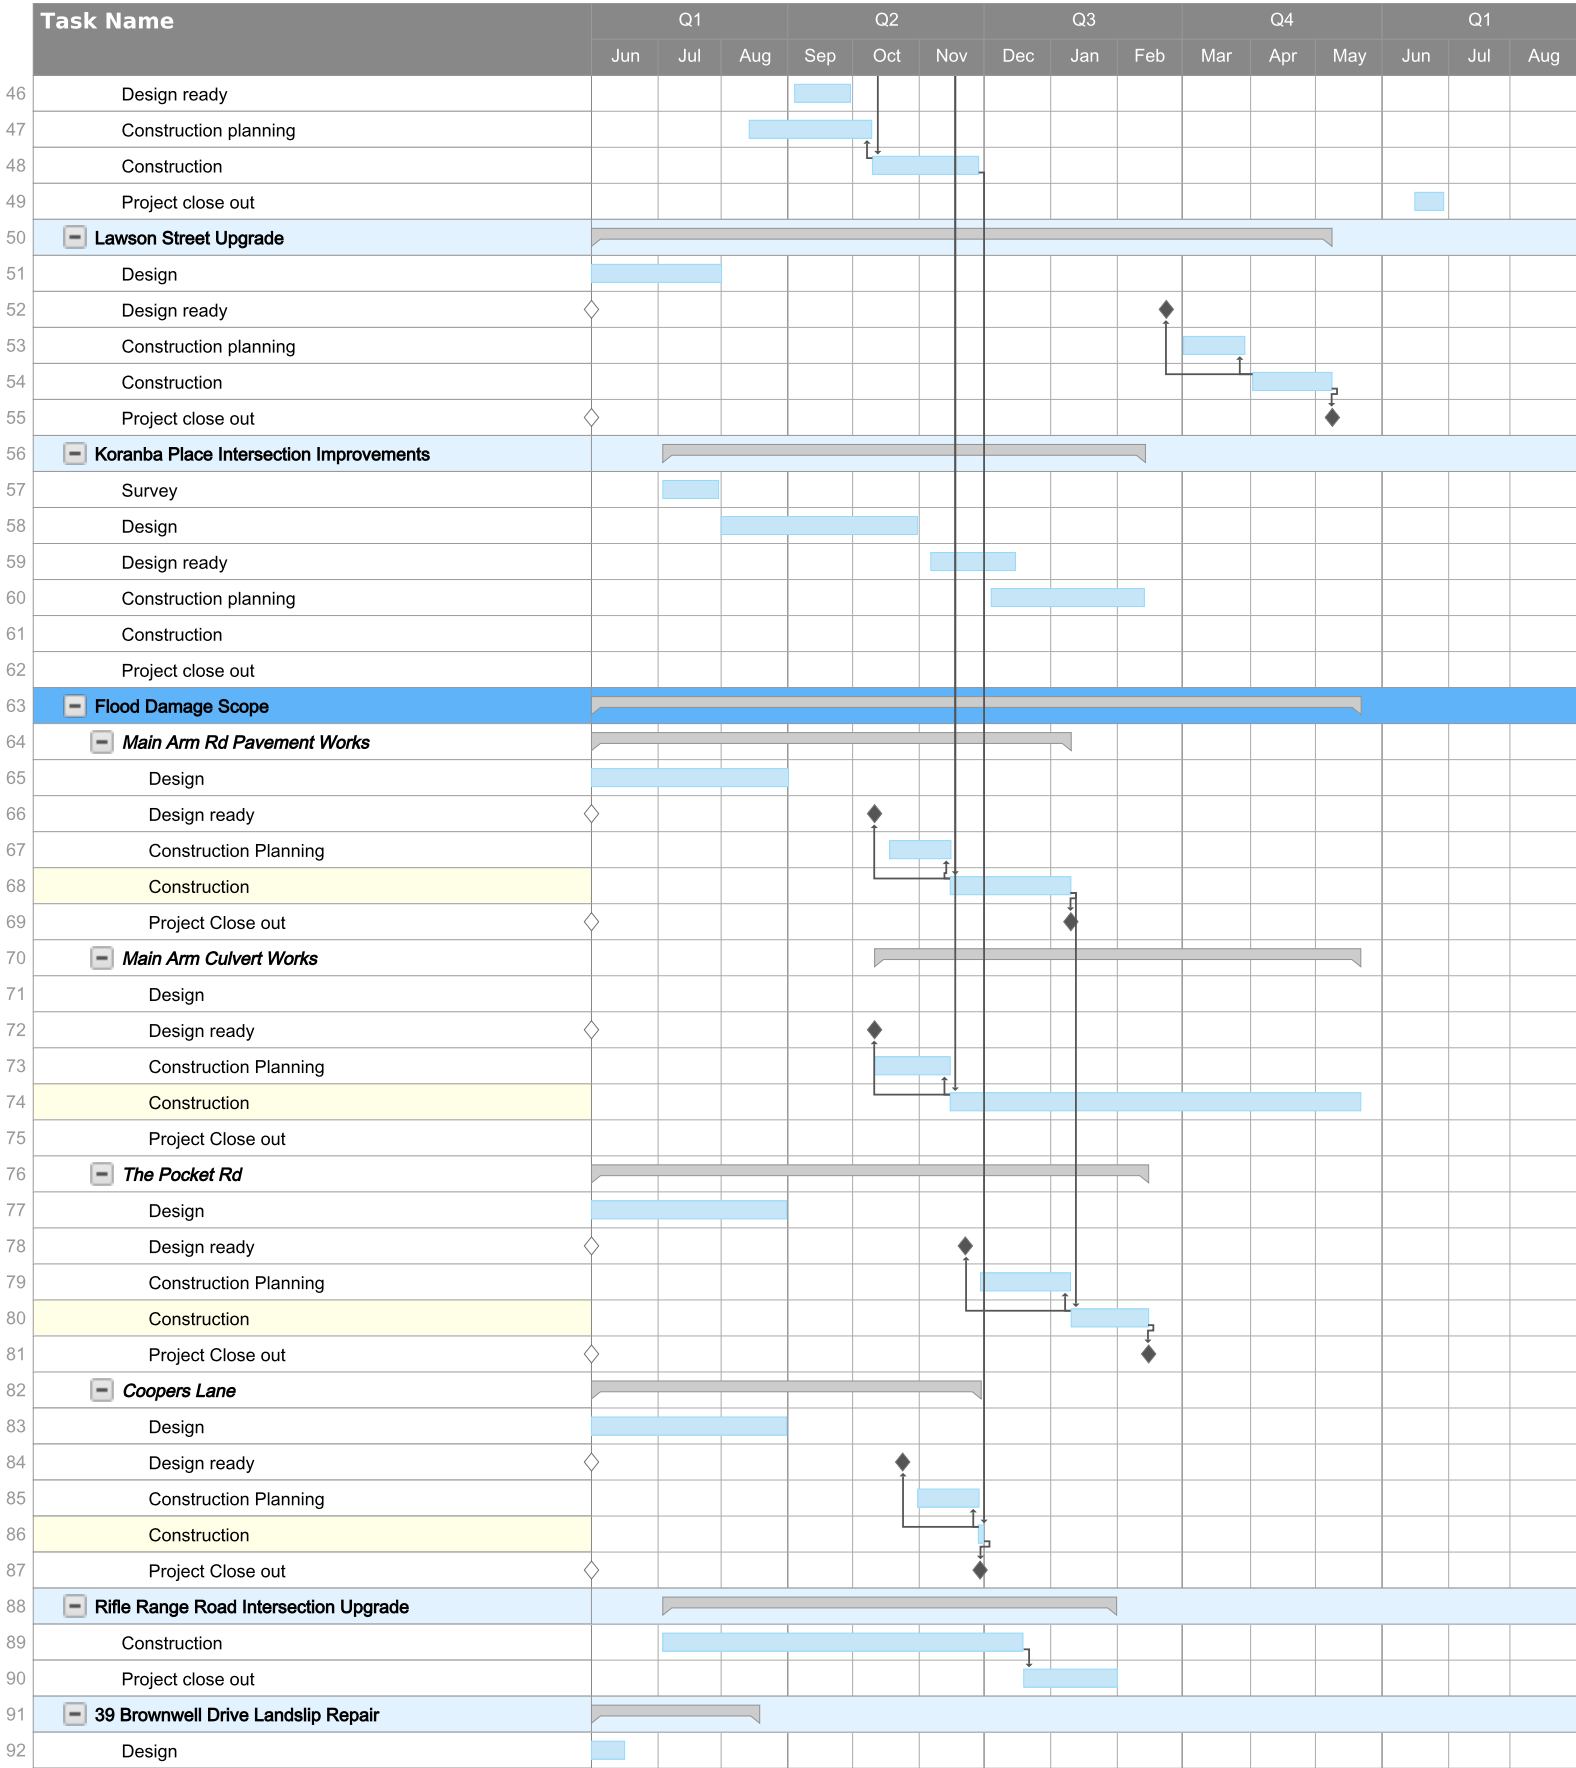 Task Name
Q1 Q2 Q3 Q4 Q1
Jun Jul Aug Sep Oct Nov Dec Jan Feb Mar Apr May Jun Jul Aug
46 Design ready
47 Construction planning
48 Construction
49 Project close out
50 Lawson Street Upgrade
51 Design
52 Design ready
53 Construction planning
54 Construction
55 Project close out
56 Koranba Place Intersection Improvements
57 Survey
58 Design
59 Design ready
60 Construction planning
61 Construction
62 Project close out
63 Flood Damage Scope
64 Main Arm Rd Pavement Works
65 Design
66 Design ready
67 Construction Planning
68 Construction
69 Project Close out
70 Main Arm Culvert Works
71 Design
72 Design ready
73 Construction Planning
74 Construction
75 Project Close out
76 The Pocket Rd
77 Design
78 Design ready
79 Construction Planning
80 Construction
81 Project Close out
82 Coopers Lane
83 Design
84 Design ready
85 Construction Planning
86 Construction
87 Project Close out
88 Rifle Range Road Intersection Upgrade
89 Construction
90 Project close out
91 39 Brownwell Drive Landslip Repair
92 Design